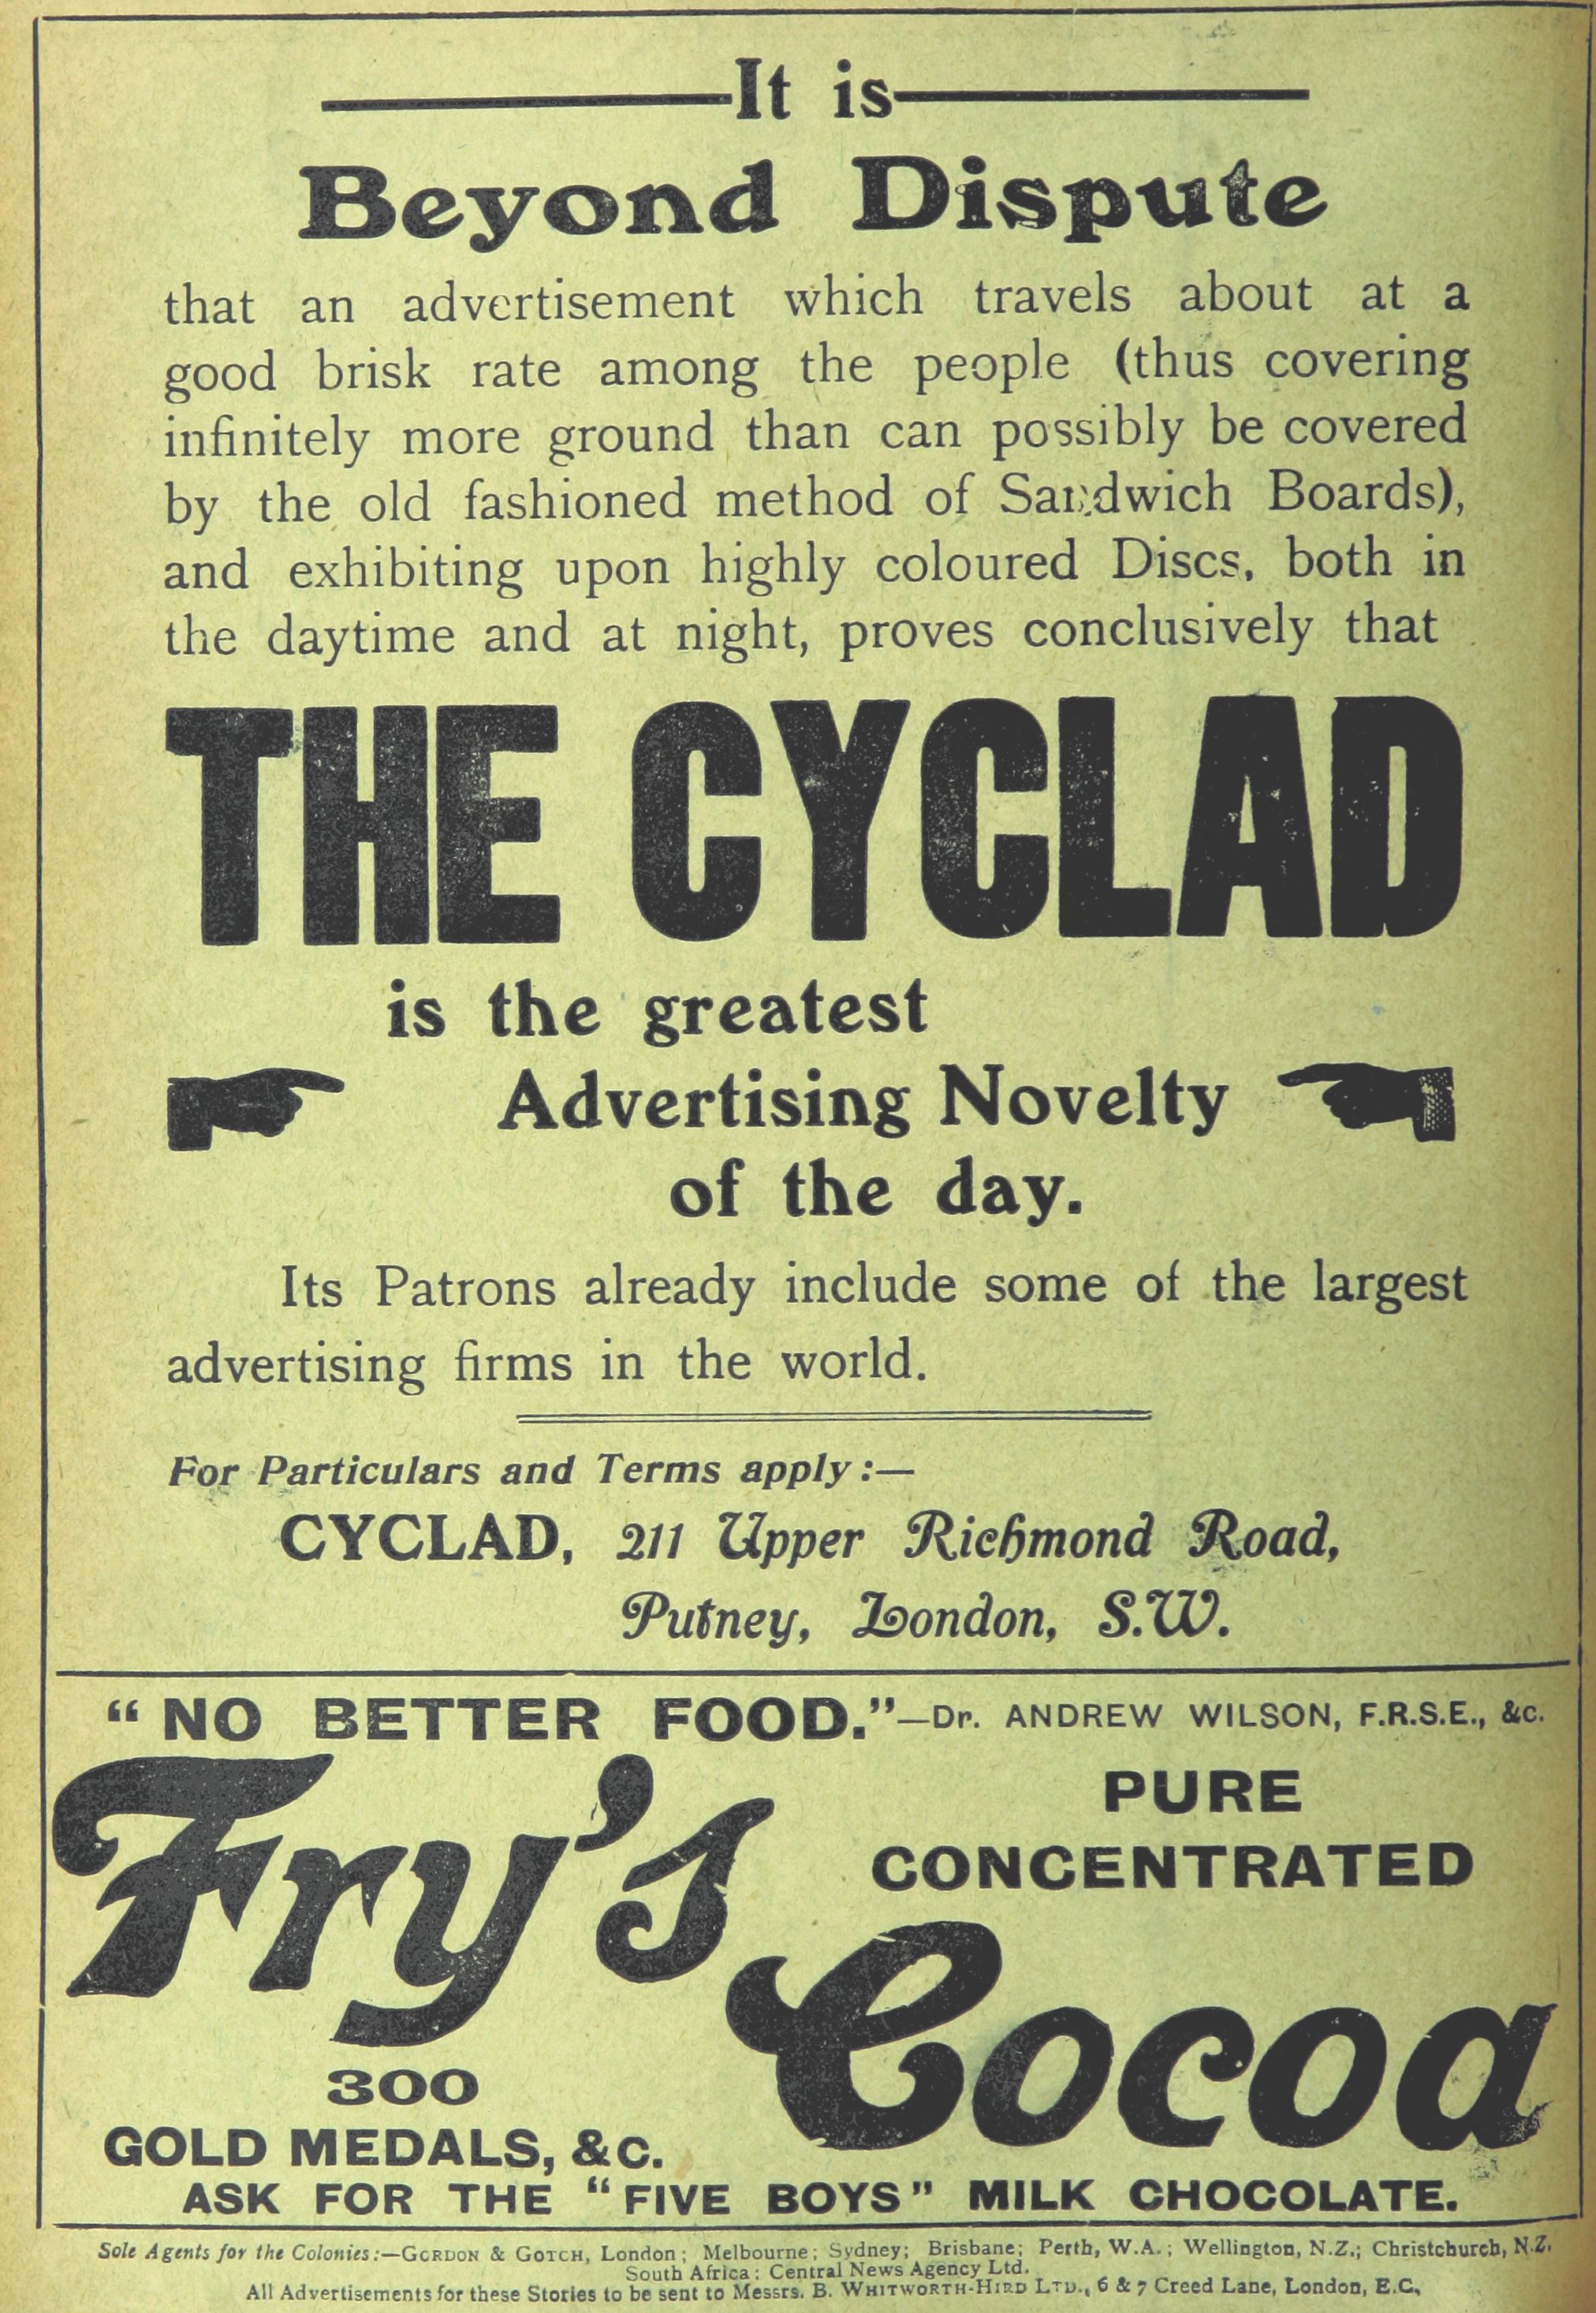 It is
Beyond Dispute
that an advertisement which travels about at a
good brisk rate among the people (thus covering
infinitely more ground than can possibly be covered
by the old fashioned method of Sandwich Boards),
and exhibiting upon highly coloured Discs, both in
the daytime and at night, proves conclusively that
THE CYCLAD
is the greatest
Advertising Novelty
of the day.
Its Patrons already include some of the largest
advertising firms in the world.
For Particulars and Terms apply:—
CYCLAD, 211 Upper Richmond Road,
Putney, London, S.W.
"NO BETTER FOOD."—Dr. ANDREW WILSON, F.R.S.E., &c.
Fry's
PURE
CONCENTRATED
Cocoa
300
GOLD MEDALS, &c.
ASK FOR THE "FIVE BOYS" MILK CHOCOLATE.
Sole Agents for the Colonies:—GORDON & GOTCH, London; Melbourne; Sydney; Brisbane; Perth, W.A.; Wellington, N.Z.; Christchurch, N.Z.
South Africa: Central News Agency Ltd.
All Advertisements for these Stories to be sent to Messrs. B. WHITWORTH-HIRD LTD., 6 & 7 Creed Lane, London, E.C.